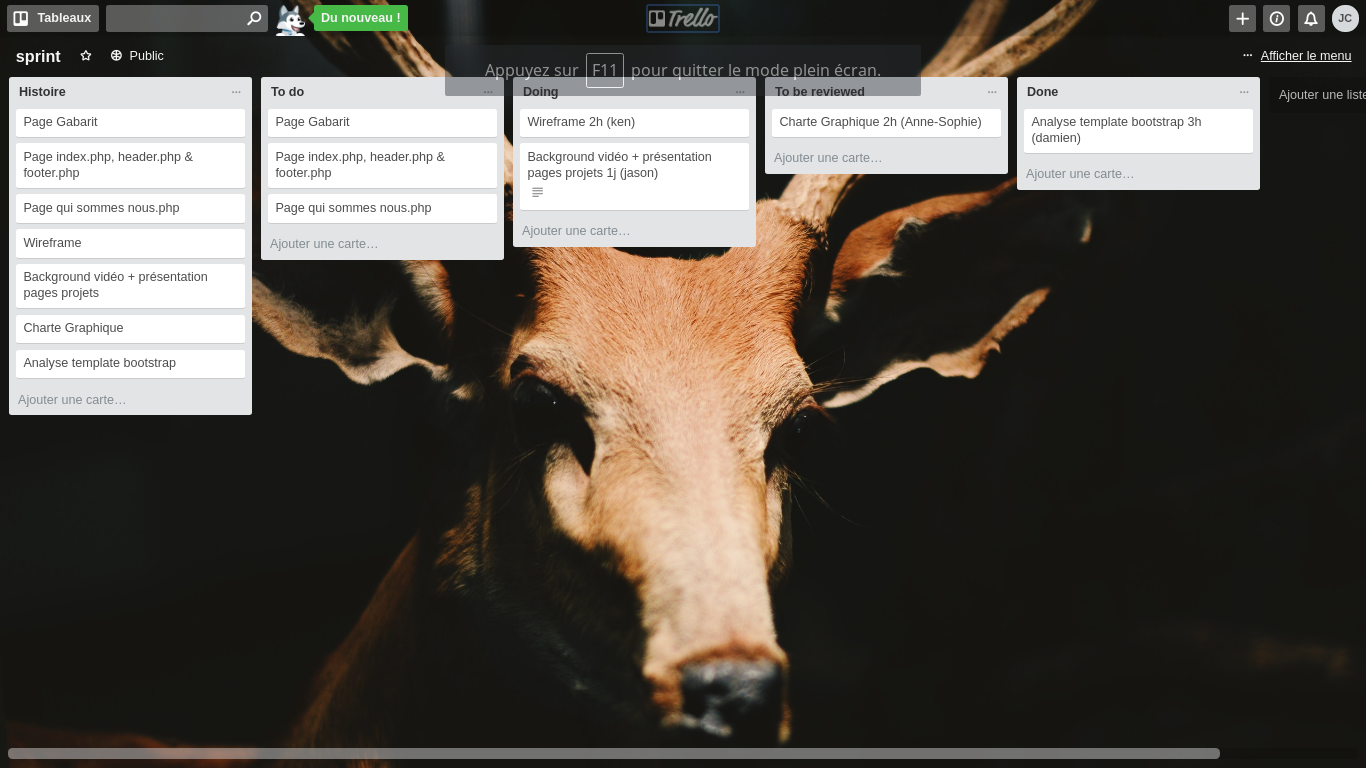 Tableaux
Du nouveau !
Trello
JC
sprint
Public
Afficher le menu
Appuyez sur F11 pour quitter le mode plein écran.
Histoire
Page Gabarit
Page index.php, header.php &
footer.php
Page qui sommes nous.php
Wireframe
Background vidéo + présentation
pages projets
Charte Graphique
Analyse template bootstrap
Ajouter une carte…
To do
Page Gabarit
Page index.php, header.php &
footer.php
Page qui sommes nous.php
Ajouter une carte…
Doing
Wireframe 2h (ken)
Background vidéo + présentation
pages projets 1j (jason)
Ajouter une carte…
To be reviewed
Charte Graphique 2h (Anne-Sophie)
Ajouter une carte…
Done
Analyse template bootstrap 3h
(damien)
Ajouter une carte…
Ajouter une liste